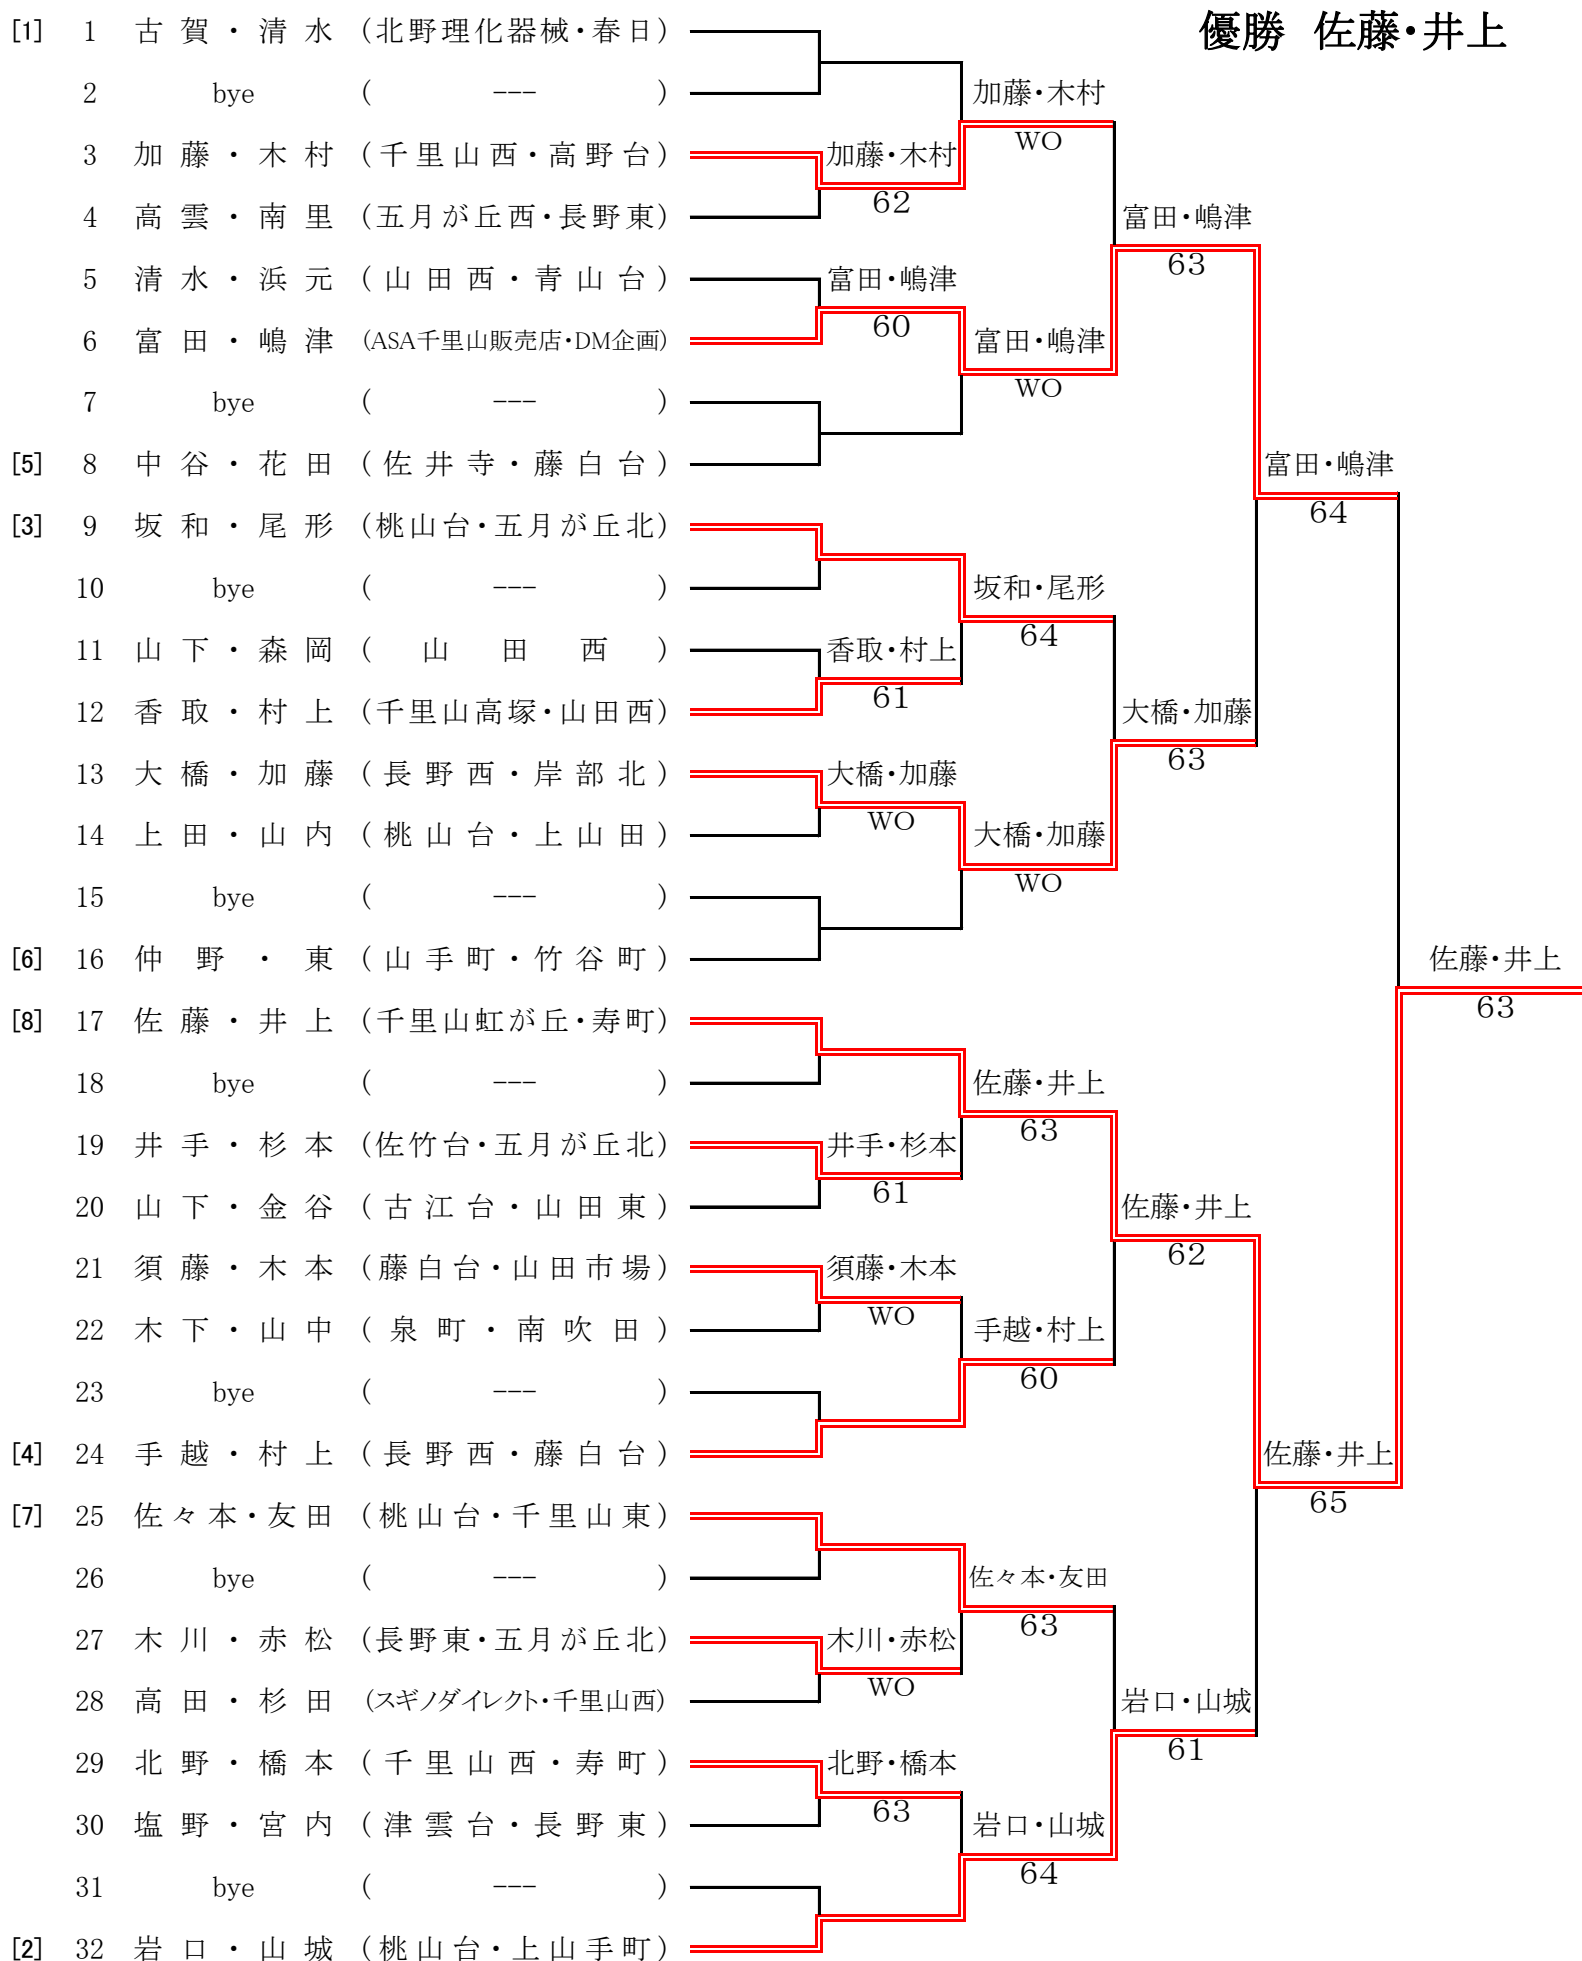 優勝 佐藤・井上
[1] 1 古賀・清水 (北野理化器械・春日)
2 bye ( --- )
加藤・木村
WO
3 加藤・木村 (千里山西・高野台) 加藤・木村
62
4 高雲・南里 (五月が丘西・長野東) 富田・嶋津
63
5 清水・浜元 (山田西・青山台) 富田・嶋津
60
6 富田・嶋津 (ASA千里山販売店・DM企画) 富田・嶋津
WO
7 bye ( --- )
[5] 8 中谷・花田 (佐井寺・藤白台) 富田・嶋津
64
[3] 9 坂和・尾形 (桃山台・五月が丘北)
10 bye ( --- ) 坂和・尾形
64
11 山下・森岡 (山田西) 香取・村上
61
12 香取・村上 (千里山高塚・山田西) 大橋・加藤
63
13 大橋・加藤 (長野西・岸部北) 大橋・加藤
WO
14 上田・山内 (桃山台・上山田) 大橋・加藤
WO
15 bye ( --- )
[6] 16 仲野・東 (山手町・竹谷町) 佐藤・井上
63
[8] 17 佐藤・井上 (千里山虹が丘・寿町)
18 bye ( --- ) 佐藤・井上
63
19 井手・杉本 (佐竹台・五月が丘北) 井手・杉本
61
20 山下・金谷 (古江台・山田東) 佐藤・井上
62
21 須藤・木本 (藤白台・山田市場) 須藤・木本
WO
22 木下・山中 (泉町・南吹田) 手越・村上
60
23 bye ( --- )
[4] 24 手越・村上 (長野西・藤白台) 佐藤・井上
65
[7] 25 佐々本・友田 (桃山台・千里山東)
26 bye ( --- ) 佐々本・友田
63
27 木川・赤松 (長野東・五月が丘北) 木川・赤松
WO
28 高田・杉田 (スギノダイレクト・千里山西) 岩口・山城
61
29 北野・橋本 (千里山西・寿町) 北野・橋本
63
30 塩野・宮内 (津雲台・長野東) 岩口・山城
64
31 bye ( --- )
[2] 32 岩口・山城 (桃山台・上山手町)